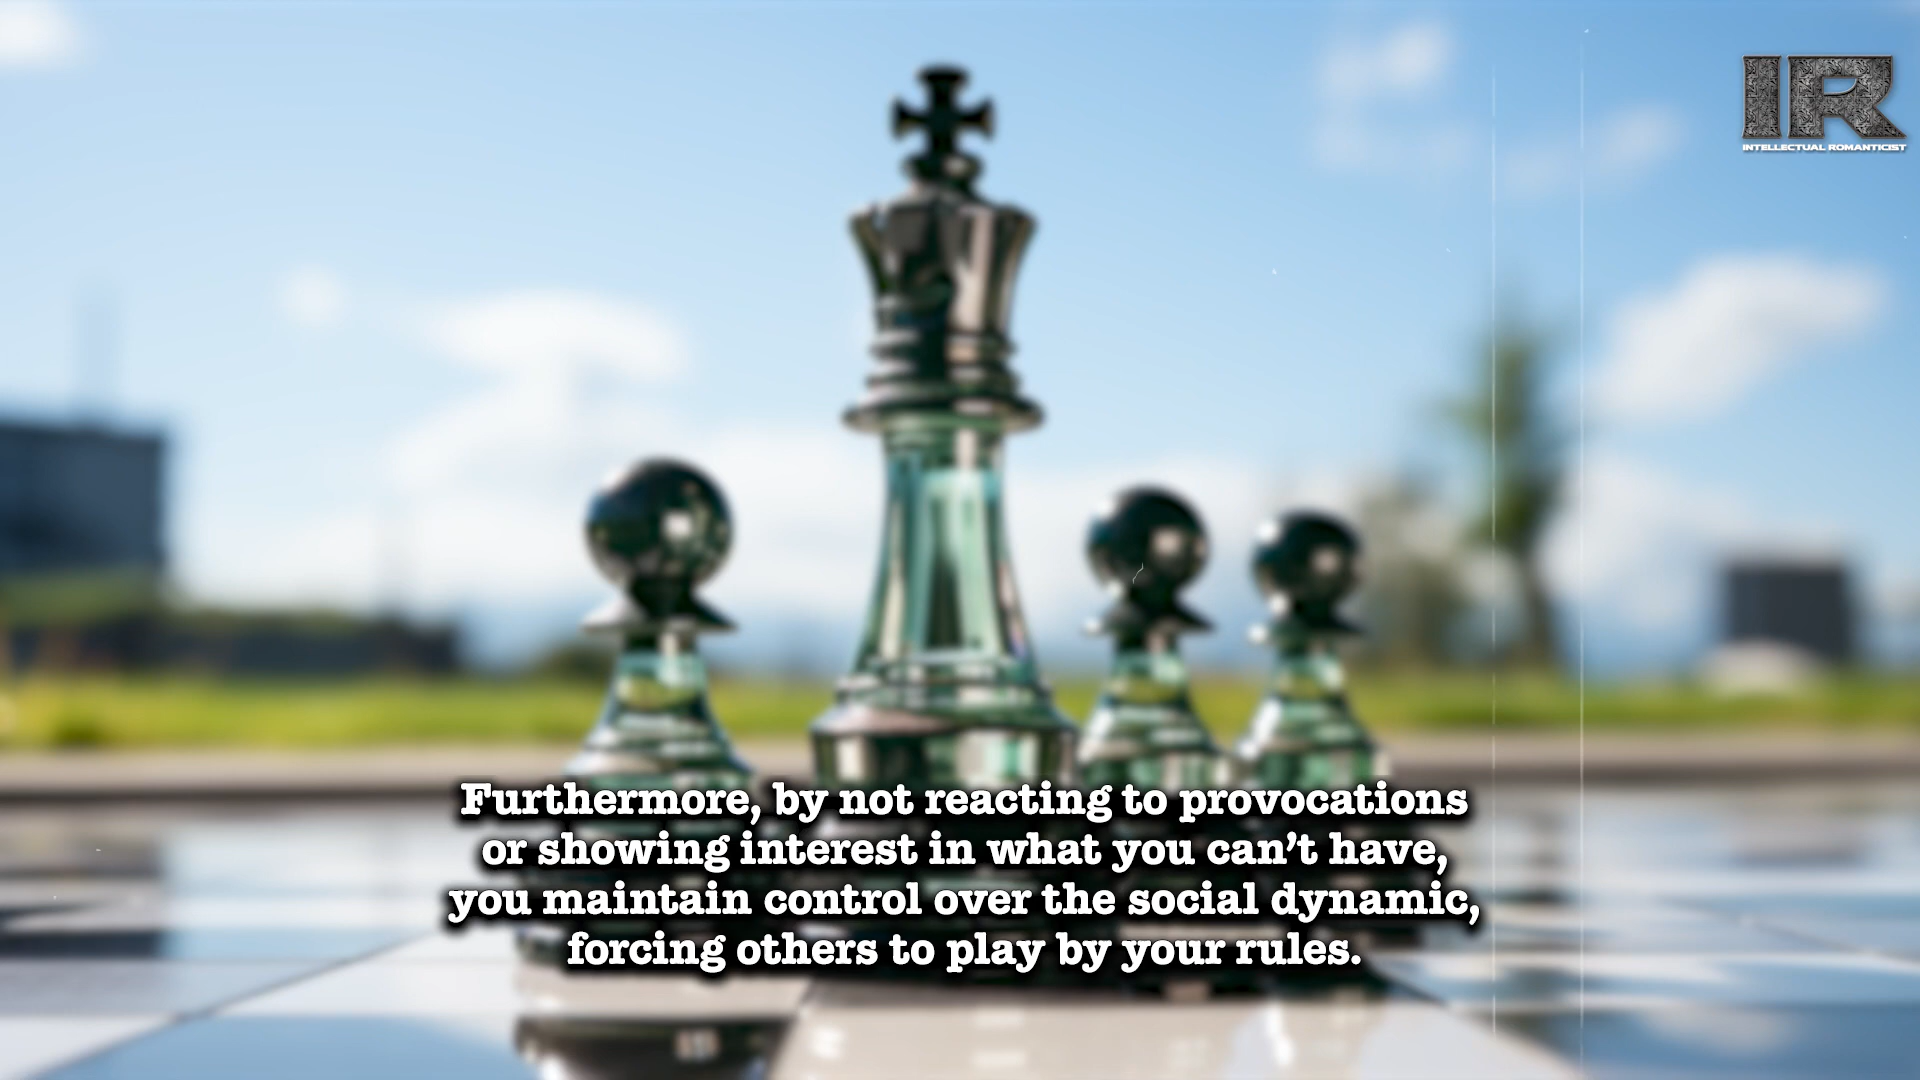 IR
INTELLECTUAL ROMANTICIST
Furthermore, by not reacting to provocations
or showing interest in what you can’t have,
you maintain control over the social dynamic,
forcing others to play by your rules.